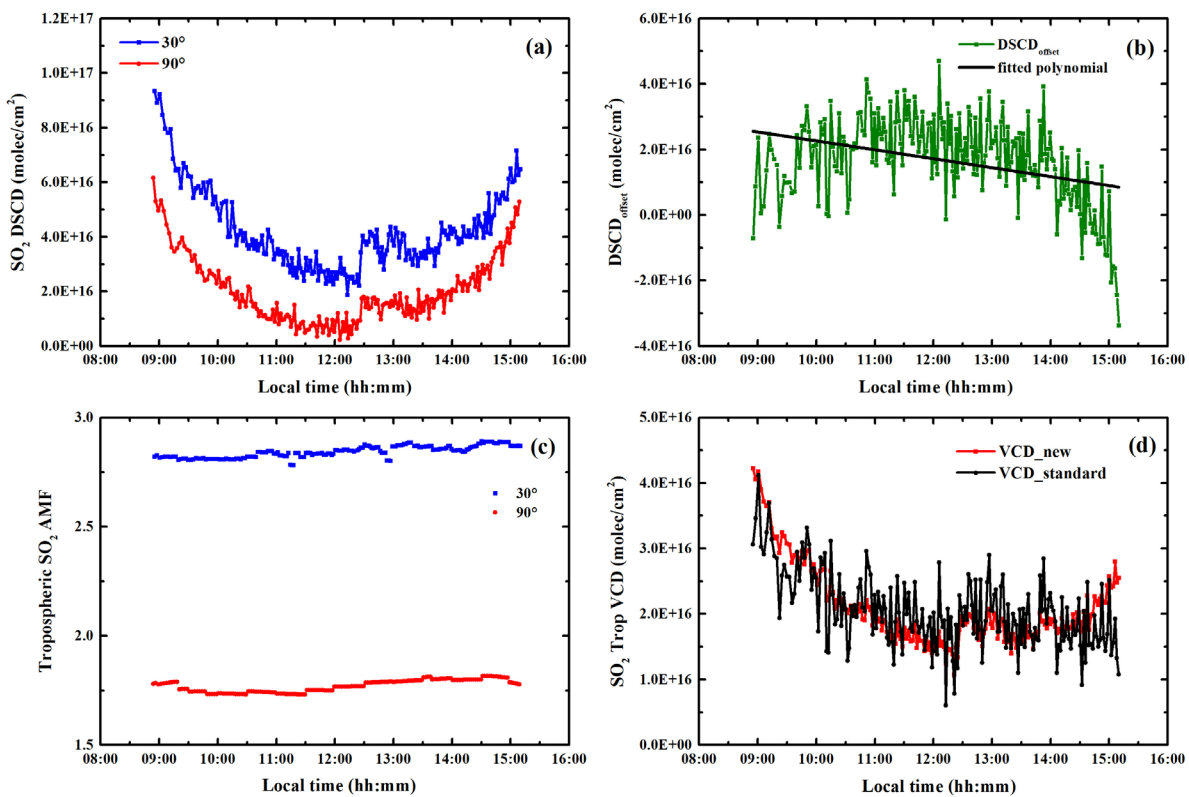 (a)
30°
90°
SO2 DSCD (molec/cm2)
1.2E+17
1.0E+17
8.0E+16
6.0E+16
4.0E+16
2.0E+16
0.0E+00
08:00 09:00 10:00 11:00 12:00 13:00 14:00 15:00 16:00
Local time (hh:mm)
(b)
DSCDoffset
fitted polynomial
DSCDoffset (molec/cm2)
6.0E+16
4.0E+16
2.0E+16
0.0E+00
-2.0E+16
-4.0E+16
08:00 09:00 10:00 11:00 12:00 13:00 14:00 15:00 16:00
Local time (hh:mm)
(c)
30°
90°
Tropospheric SO2 AMF
3.0
2.5
2.0
1.5
08:00 09:00 10:00 11:00 12:00 13:00 14:00 15:00 16:00
Local time (hh:mm)
(d)
VCD_new
VCD_standard
SO2 Trop VCD (molec/cm2)
5.0E+16
4.0E+16
3.0E+16
2.0E+16
1.0E+16
0.0E+00
08:00 09:00 10:00 11:00 12:00 13:00 14:00 15:00 16:00
Local time (hh:mm)